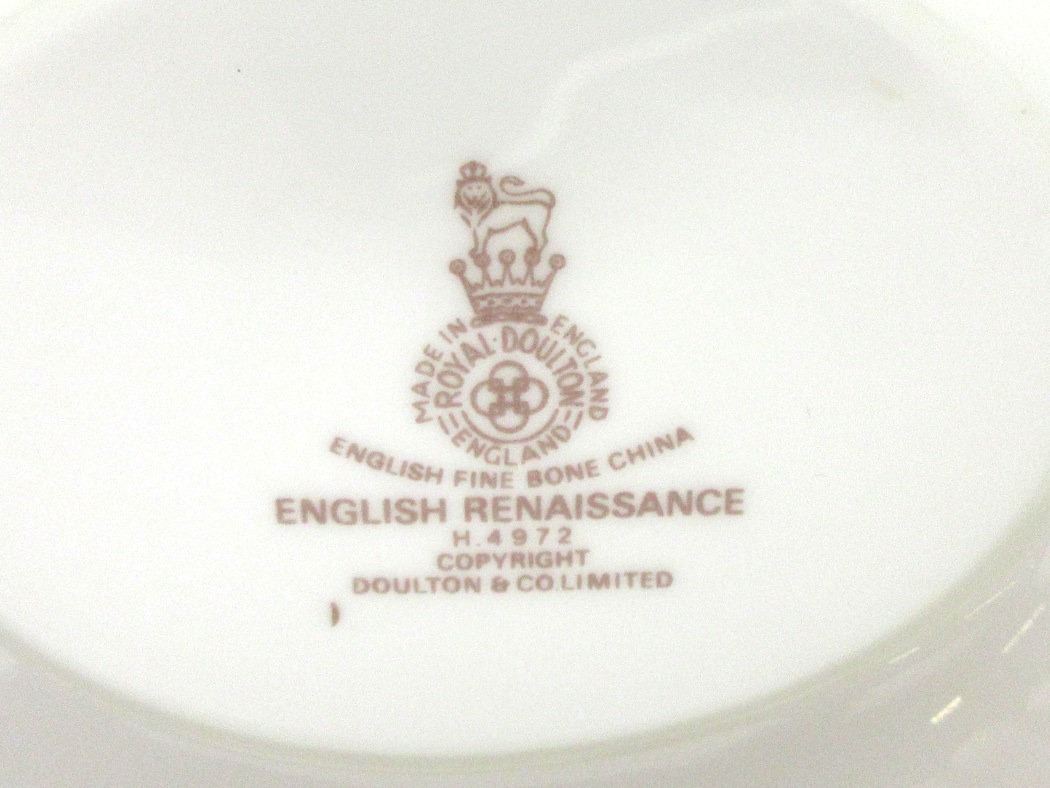 MADE IN ENGLAND
ROYAL·DOULTON
ENGLAND
ENGLISH FINE BONE CHINA
ENGLISH RENAISSANCE
H.4972
COPYRIGHT
DOULTON & CO.LIMITED